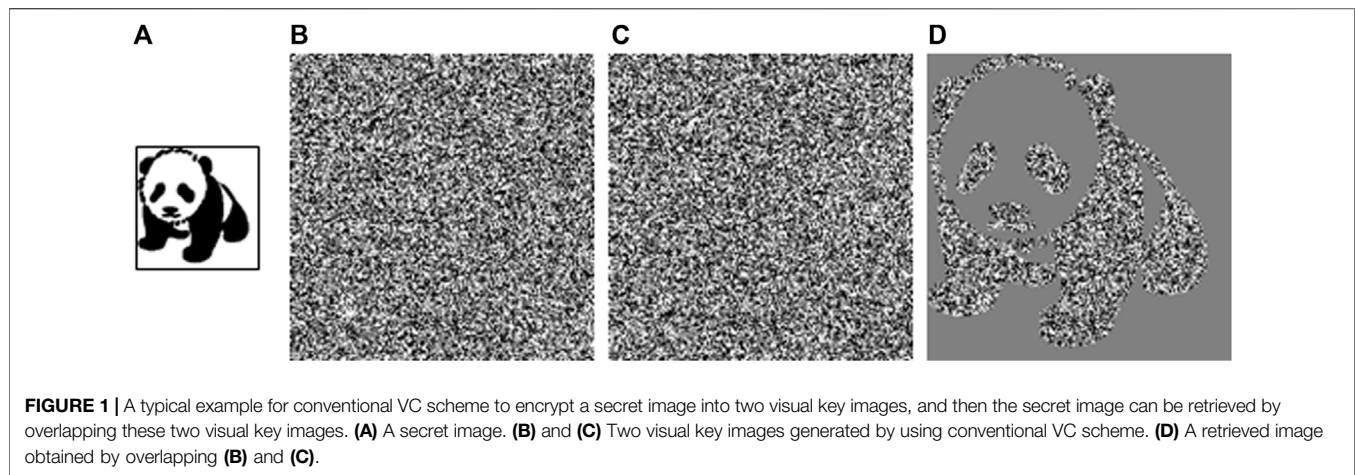 A B C D
FIGURE 1 | A typical example for conventional VC scheme to encrypt a secret image into two visual key images, and then the secret image can be retrieved by
overlapping these two visual key images. (A) A secret image. (B) and (C) Two visual key images generated by using conventional VC scheme. (D) A retrieved image
obtained by overlapping (B) and (C).